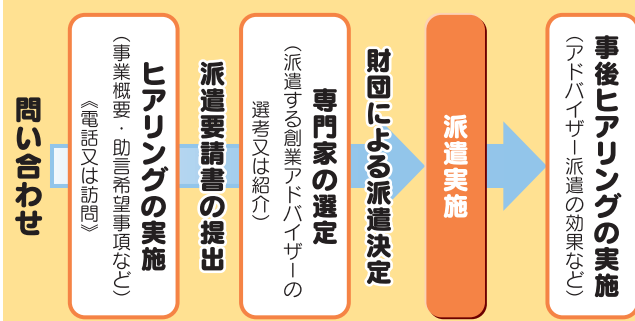 問い合わせ
ヒアリングの実施
(事業概要・助言希望事項など)
《電話又は訪問》
派遣要請書の提出
専門家の選定
(派遣する創業アドバイザーの
選考又は紹介)
財団による派遣決定
派遣実施
事後ヒアリングの実施
(アドバイザー派遣の効果など)